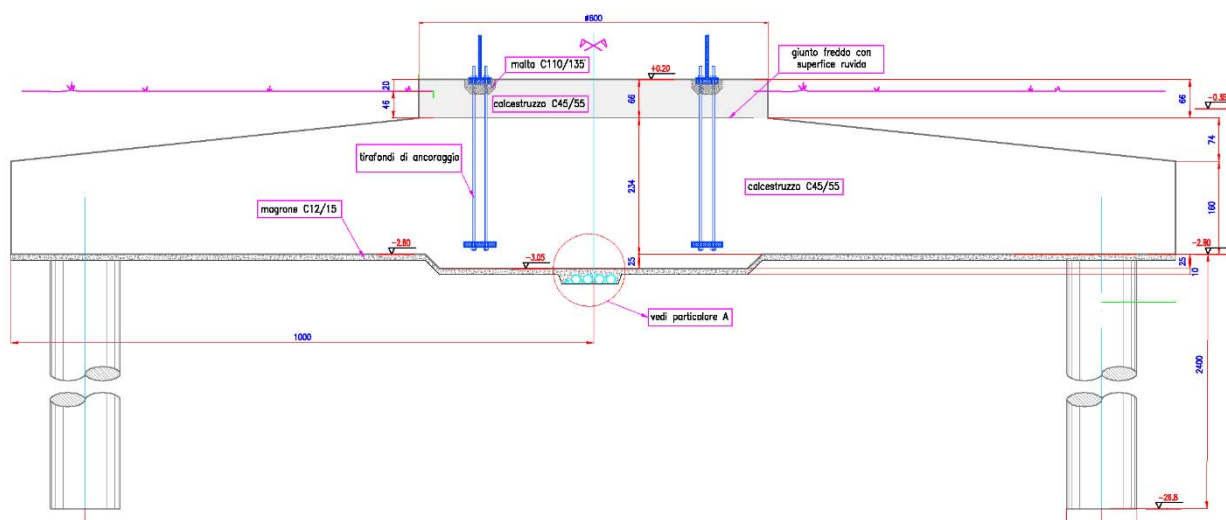 ø600
malta C110/135
giunto freddo con
superfice ruvida
+0.20
20
66
66
calcestruzzo C45/55
-0.35
46
74
tirafondi di ancoraggio
234
calcestruzzo C45/55
160
magrone C12/15
-2.80
-2.80
-3.05
25
25
10
vedi particolare A
1000
2400
-26.8